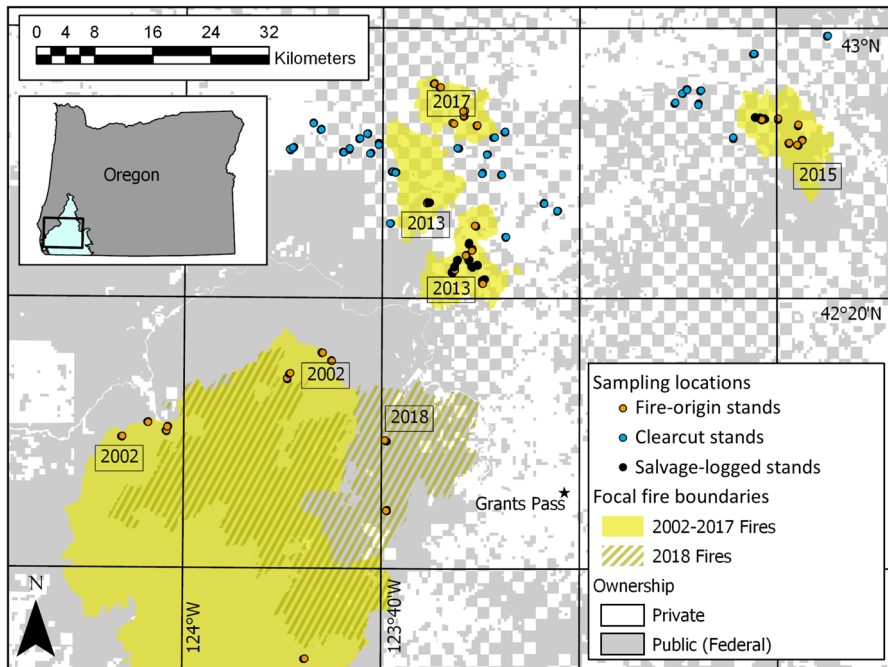 0 4 8 16 24 32
Kilometers
43°N
Oregon
2017
2015
2013
2013
42°20'N
2002
2018
2002
Grants Pass
Sampling locations
Fire-origin stands
Clearcut stands
Salvage-logged stands
Focal fire boundaries
2002-2017 Fires
2018 Fires
Ownership
Private
Public (Federal)
N
124°W
123°40'W